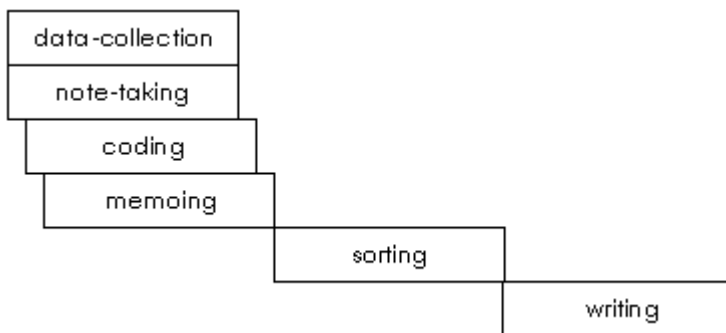 data-collection
note-taking
coding
memoing
sorting
writing